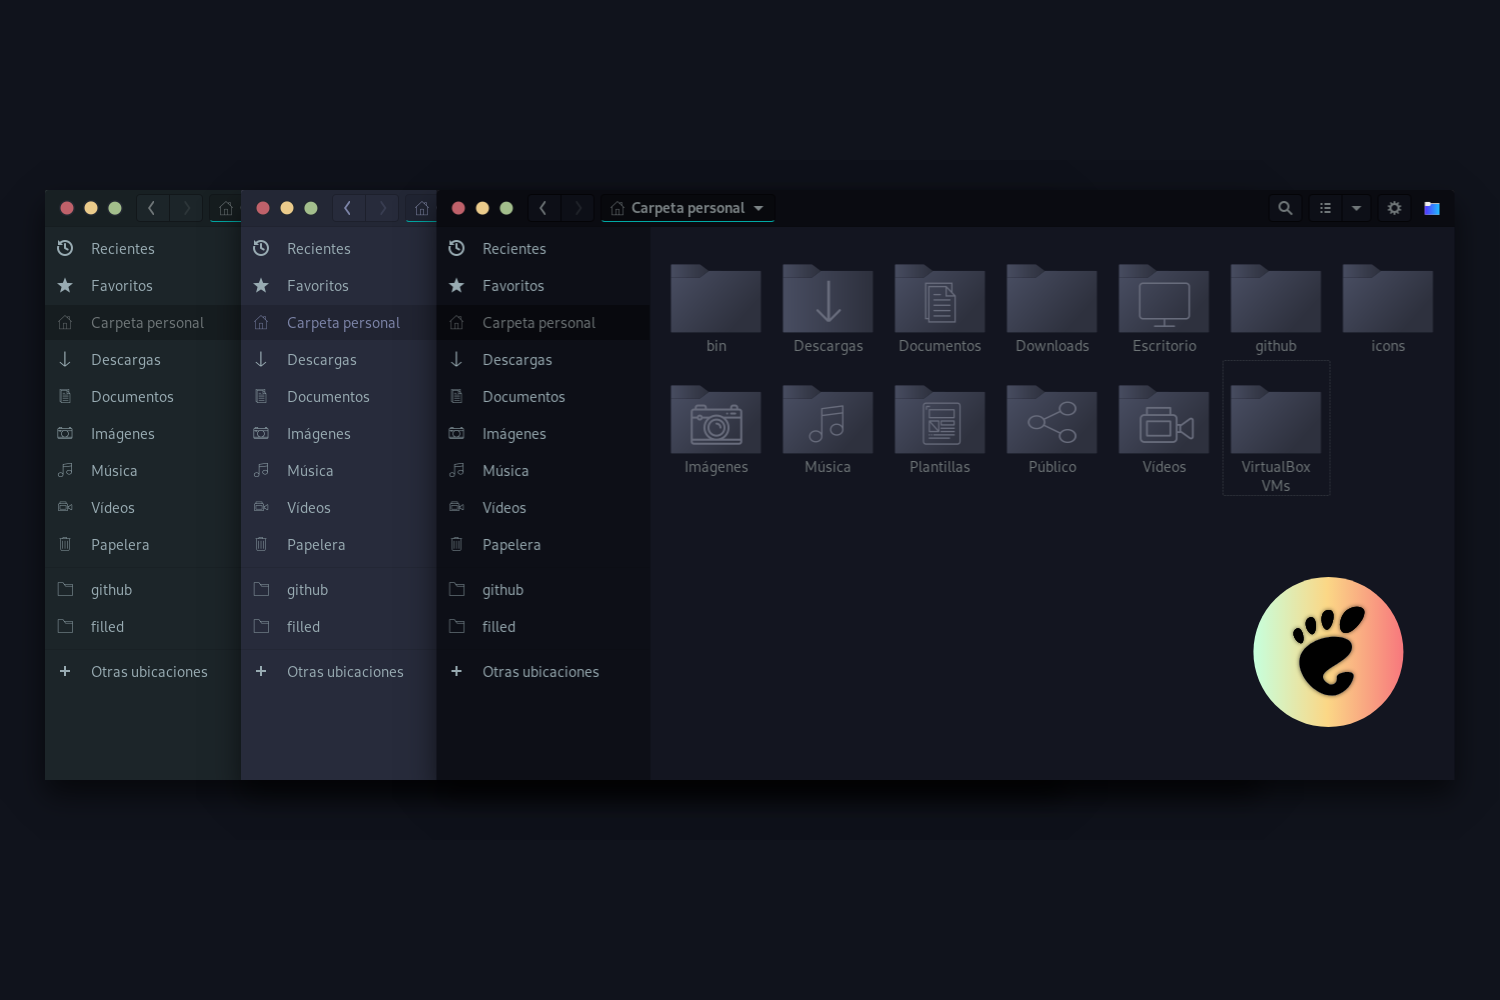 Recientes
Favoritos
Carpeta personal
Descargas
Documentos
Imágenes
Música
Vídeos
Papelera
github
filled
Otras ubicaciones
Recientes
Favoritos
Carpeta personal
Descargas
Documentos
Imágenes
Música
Vídeos
Papelera
github
filled
Otras ubicaciones
Carpeta personal
Recientes
Favoritos
Carpeta personal
Descargas
Documentos
Imágenes
Música
Vídeos
Papelera
github
filled
Otras ubicaciones
bin
Descargas
Documentos
Downloads
Escritorio
github
icons
Imágenes
Música
Plantillas
Público
Vídeos
VirtualBox
VMs